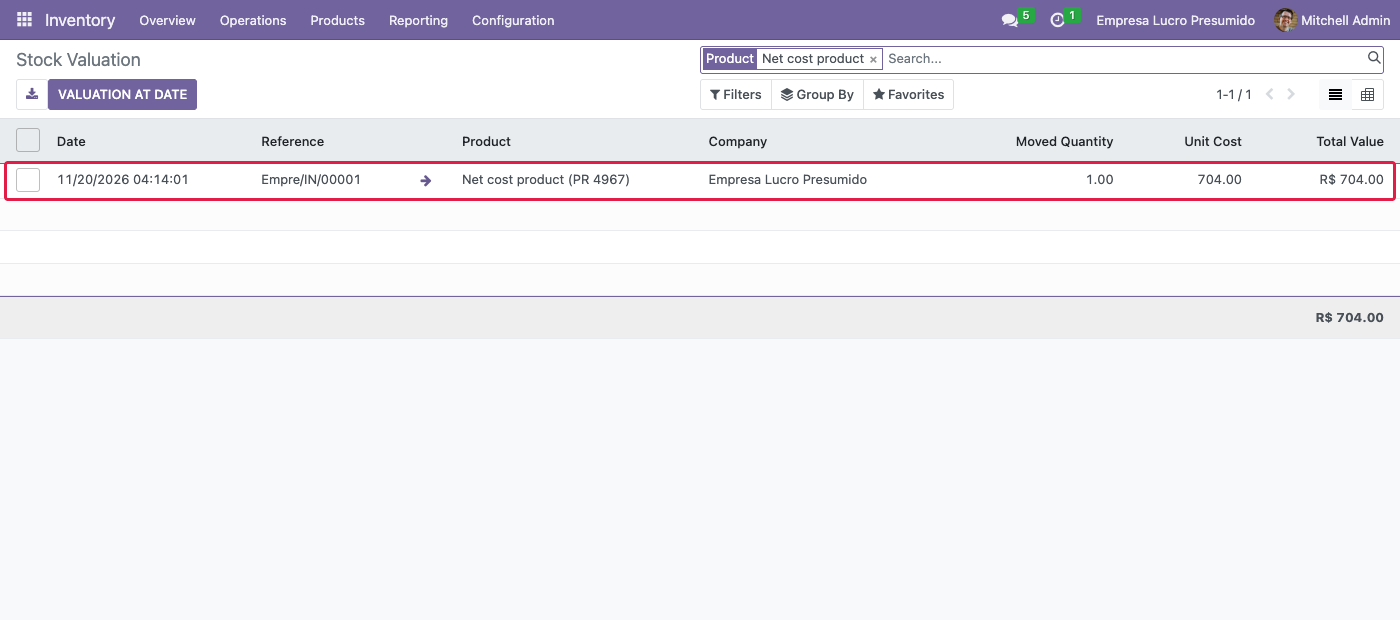 Inventory Overview Operations Products Reporting Configuration 5 1 Empresa Lucro Presumido Mitchell Admin
Stock Valuation
Product Net cost product × Search...
VALUATION AT DATE
Filters Group By Favorites 1-1 / 1
Date Reference Product Company Moved Quantity Unit Cost Total Value
11/20/2026 04:14:01 Empre/IN/00001 Net cost product (PR 4967) Empresa Lucro Presumido 1.00 704.00 R$ 704.00
R$ 704.00